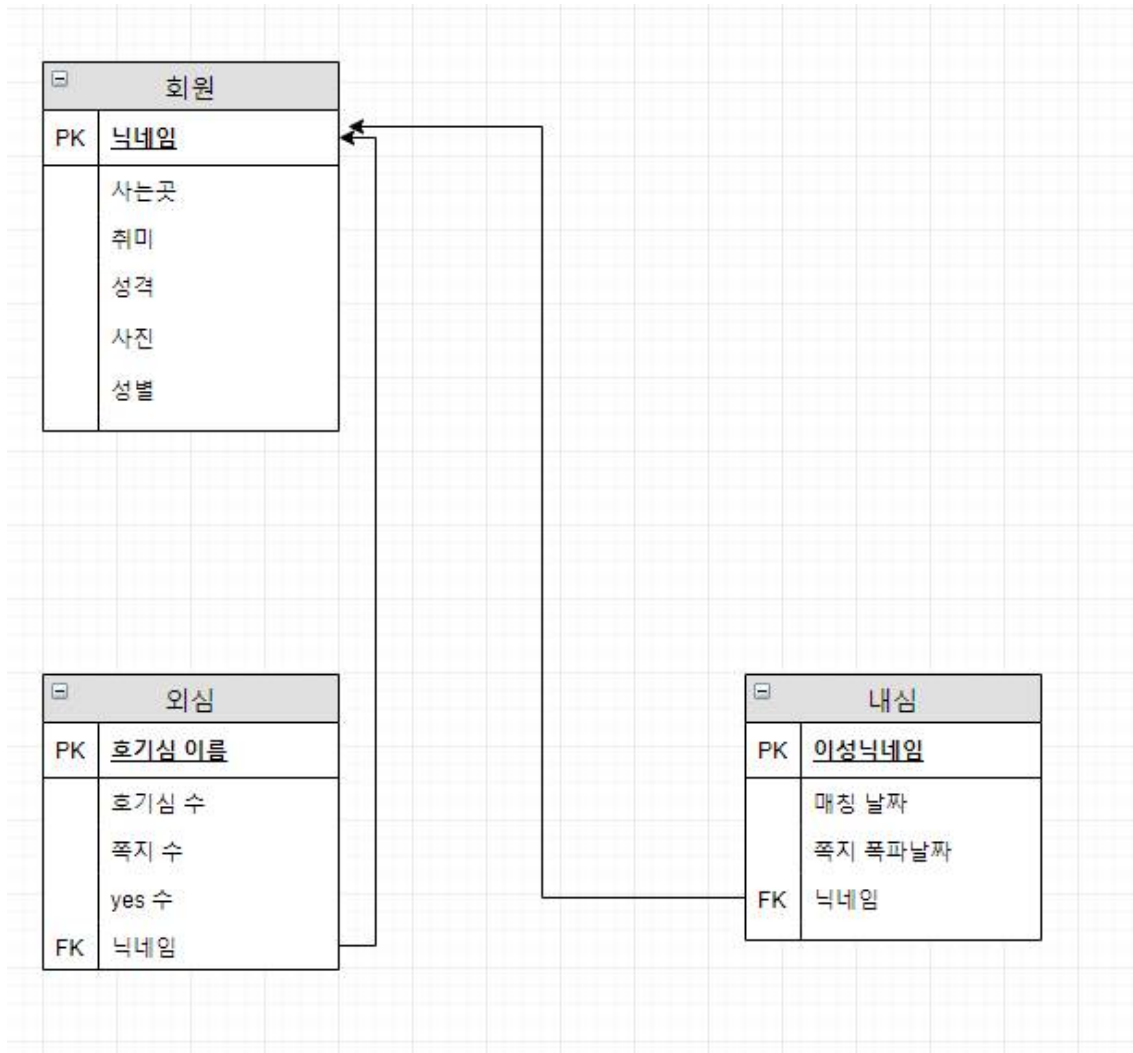 회원
PK 닉네임
사는곳
취미
성격
사진
성별
외심
PK 호기심 이름
호기심 수
쪽지 수
yes 수
FK 닉네임
내심
PK 이성닉네임
매칭 날짜
쪽지 폭파날짜
FK 닉네임